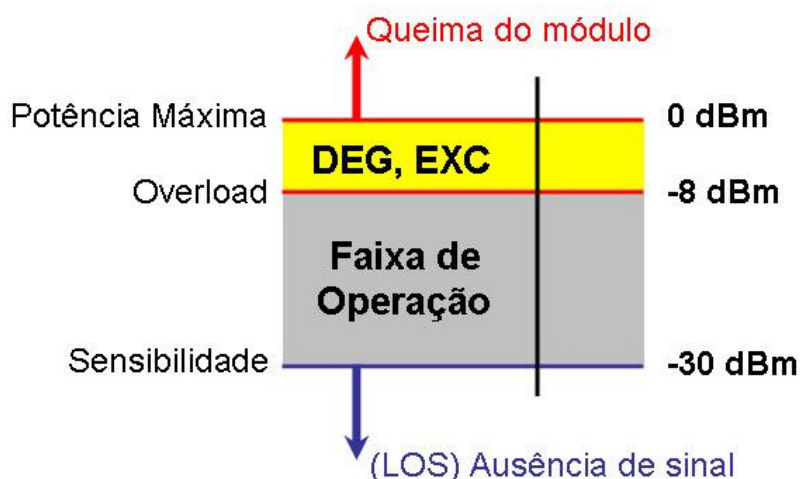 Queima do módulo
Potência Máxima
0 dBm
DEG, EXC
Overload
-8 dBm
Faixa de
Operação
Sensibilidade
-30 dBm
(LOS) Ausência de sinal